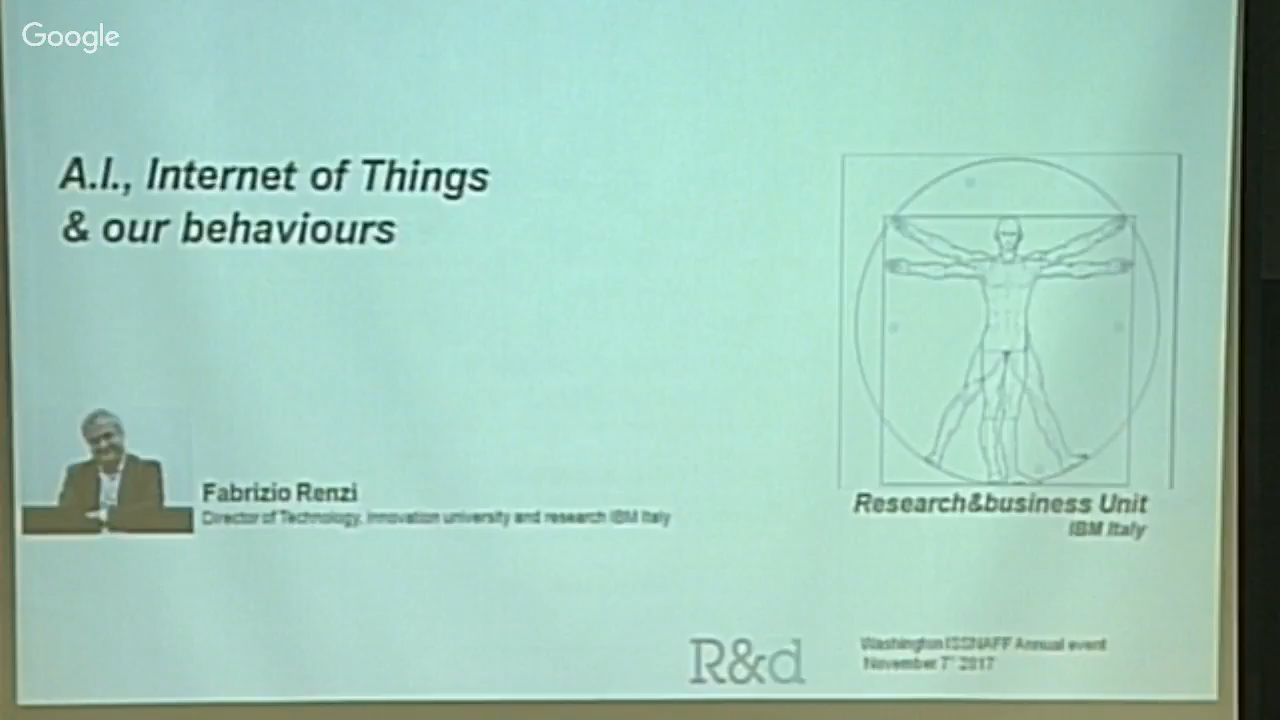 Google
A.I., Internet of Things
& our behaviours
Fabrizio Renzi
Director of Technology, innovation university and research IBM Italy
Research&business Unit
IBM Italy
R&d
Washington ISSNAFF Annual event
November 7° 2017